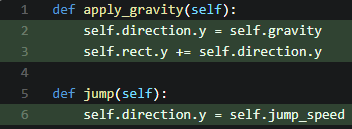 1 def apply_gravity(self):
2     self.direction.y = self.gravity
3     self.rect.y += self.direction.y
4
5 def jump(self):
6     self.direction.y = self.jump_speed